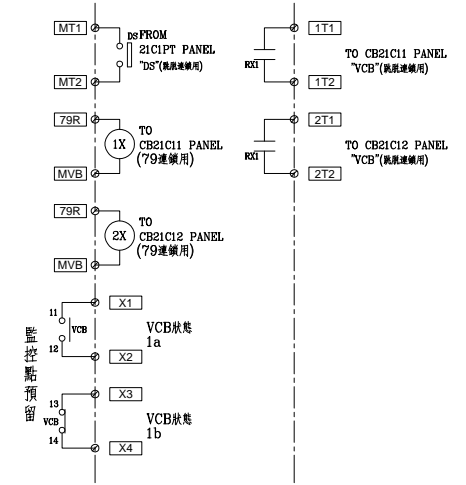 MT1
DS FROM
21C1PT PANEL
"DS"(跳脫連鎖用)
MT2
79R
1X
TO
CB21C11 PANEL
(79連鎖用)
MVB
79R
2X
TO
CB21C12 PANEL
(79連鎖用)
MVB
X1
11
VCB
12
VCB狀態
1a
X2
X3
13
VCB
14
VCB狀態
1b
X4
監控點預留
1T1
RX1
TO CB21C11 PANEL
"VCB"(跳脫連鎖用)
1T2
2T1
RX1
TO CB21C12 PANEL
"VCB"(跳脫連鎖用)
2T2